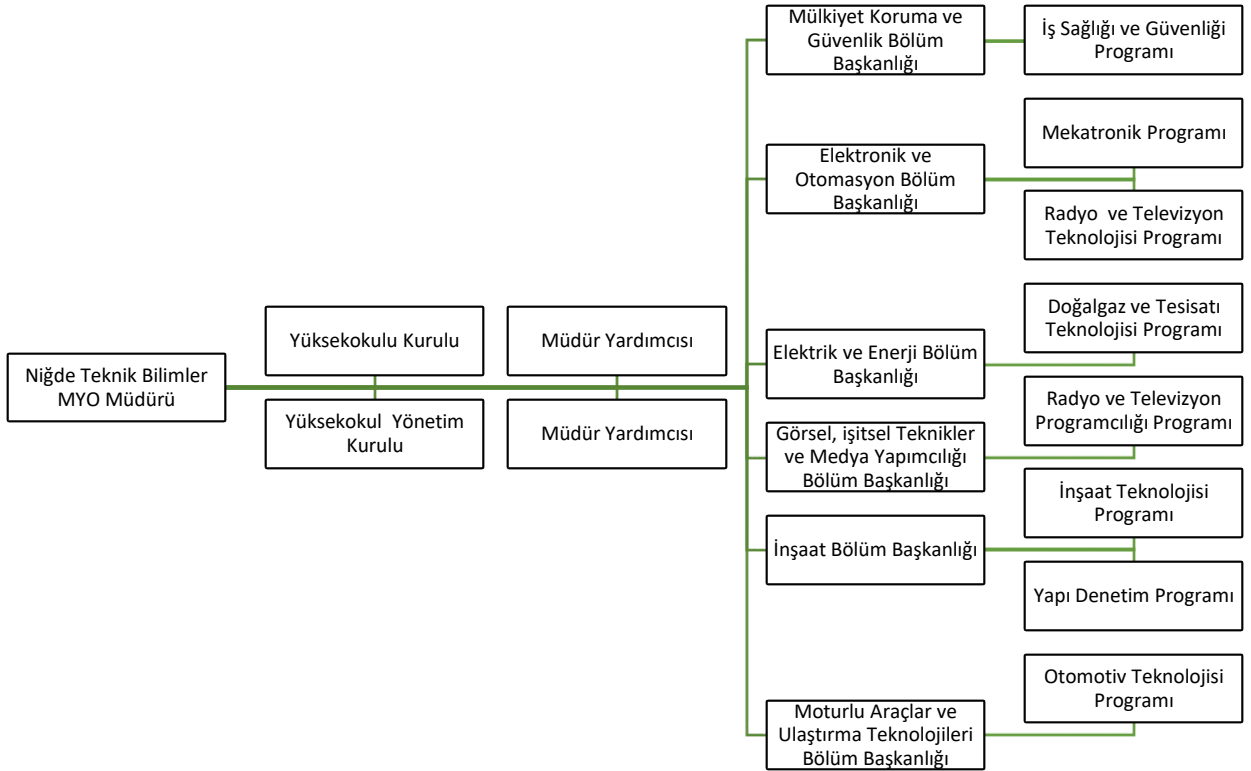 Niğde Teknik Bilimler
MYO Müdürü
Yüksekokulu Kurulu
Yüksekokul  Yönetim
Kurulu
Müdür Yardımcısı
Müdür Yardımcısı
Mülkiyet Koruma ve
Güvenlik Bölüm
Başkanlığı
İş Sağlığı ve Güvenliği
Programı
Elektronik ve
Otomasyon Bölüm
Başkanlığı
Mekatronik Programı
Radyo  ve Televizyon
Teknolojisi Programı
Elektrik ve Enerji Bölüm
Başkanlığı
Doğalgaz ve Tesisatı
Teknolojisi Programı
Görsel, işitsel Teknikler
ve Medya Yapımcılığı
Bölüm Başkanlığı
Radyo ve Televizyon
Programcılığı Programı
İnşaat Bölüm Başkanlığı
İnşaat Teknolojisi
Programı
Yapı Denetim Programı
Moturlu Araçlar ve
Ulaştırma Teknolojileri
Bölüm Başkanlığı
Otomotiv Teknolojisi
Programı